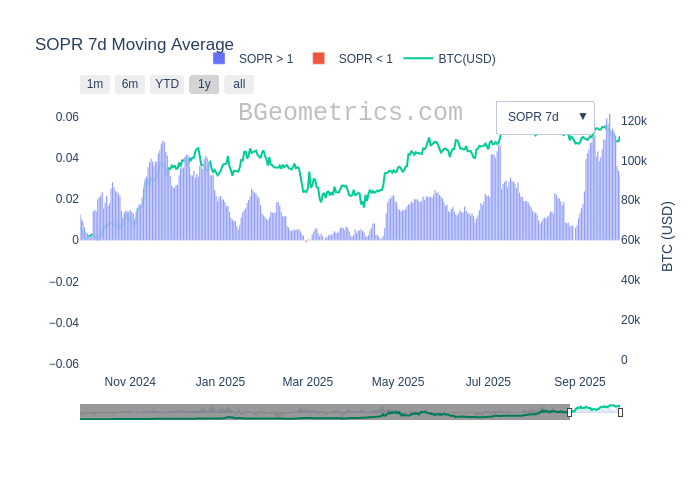 SOPR 7d Moving Average
SOPR > 1
SOPR < 1
BTC(USD)
1m
6m
YTD
1y
all
BGeometrics.com
SOPR 7d ▼
0.06
0.04
0.02
0
−0.02
−0.04
−0.06
120k
100k
80k
60k
40k
20k
0
BTC (USD)
Nov 2024
Jan 2025
Mar 2025
May 2025
Jul 2025
Sep 2025